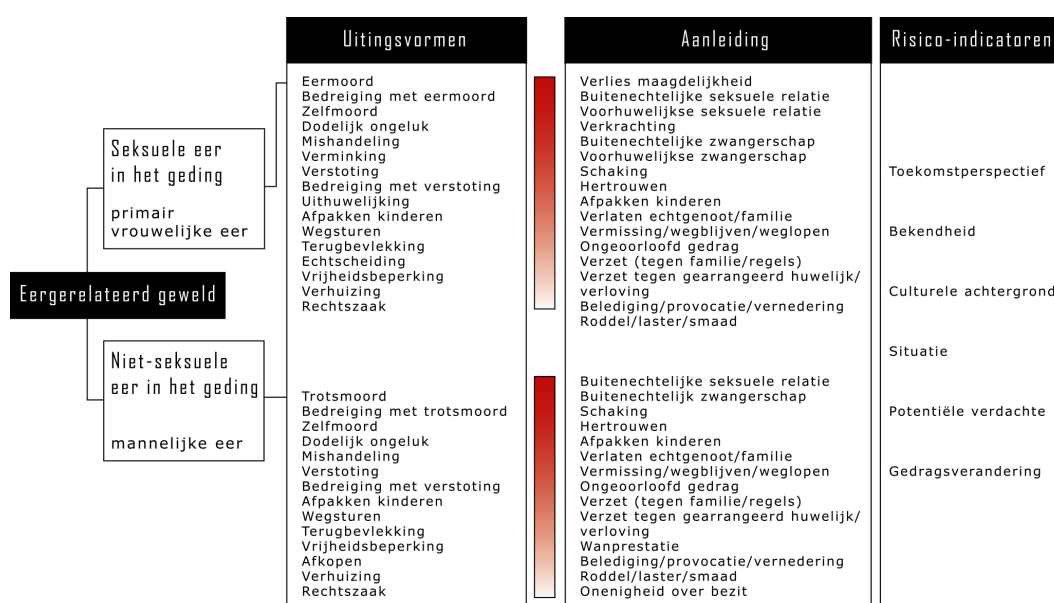 Uitingsvormen
Aanleiding
Risico-indicatoren
Eergerelateerd geweld
Seksuele eer
in het geding
primair
vrouwelijke eer
Niet-seksuele
eer in het geding
mannelijke eer
Eermoord
Bedreiging met eermoord
Zelfmoord
Dodelijk ongeluk
Mishandeling
Verminking
Verstoting
Bedreiging met verstoting
Uithuwelijking
Afpakken kinderen
Wegsturen
Terugbevlekking
Echtscheiding
Vrijheidsbeperking
Verhuizing
Rechtszaak
Trotsmoord
Bedreiging met trotsmoord
Zelfmoord
Dodelijk ongeluk
Mishandeling
Verstoting
Bedreiging met verstoting
Afpakken kinderen
Wegsturen
Terugbevlekking
Vrijheidsbeperking
Afkopen
Verhuizing
Rechtszaak
Verlies maagdelijkheid
Buitenechtelijke seksuele relatie
Voorhuwelijkse seksuele relatie
Verkrachting
Buitenechtelijke zwangerschap
Voorhuwelijkse zwangerschap
Schaking
Hertrouwen
Afpakken kinderen
Verlaten echtgenoot/familie
Vermissing/wegblijven/weglopen
Ongeoorloofd gedrag
Verzet (tegen familie/regels)
Verzet tegen gearrangeerd huwelijk/
verloving
Belediging/provocatie/vernedering
Roddel/laster/smaad
Buitenechtelijke seksuele relatie
Buitenechtelijk zwangerschap
Schaking
Hertrouwen
Afpakken kinderen
Verlaten echtgenoot/familie
Vermissing/wegblijven/weglopen
Ongeoorloofd gedrag
Verzet (tegen familie/regels)
Verzet tegen gearrangeerd huwelijk/
verloving
Wanprestatie
Belediging/provocatie/vernedering
Roddel/laster/smaad
Onenigheid over bezit
Toekomstperspectief
Bekendheid
Culturele achtergrond
Situatie
Potentiële verdachte
Gedragsverandering